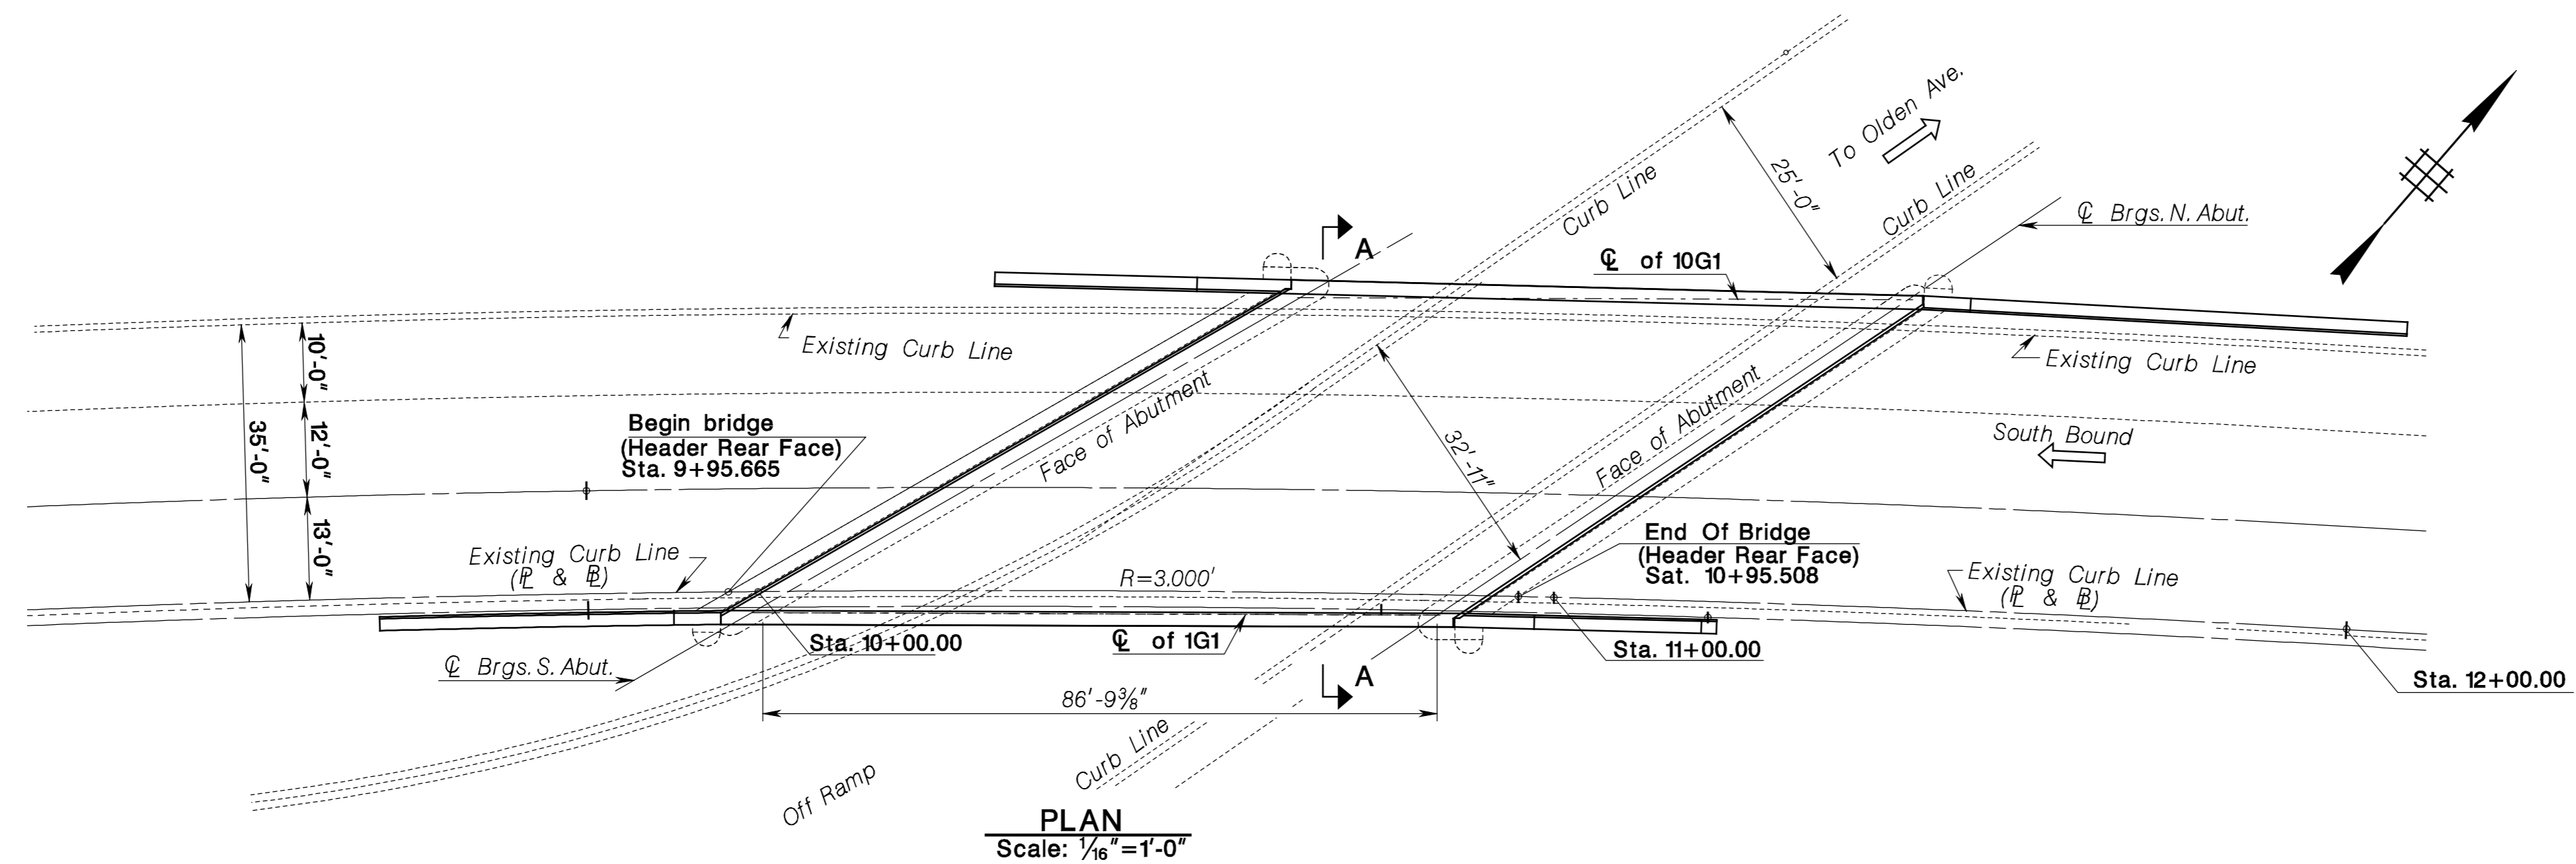 To Olden Ave.
Curb Line
25'-0"
Curb Line
℄ Brgs. N. Abut.
A
℄ of 10G1
Existing Curb Line
Existing Curb Line
10'-0"
12'-0"
35'-0"
13'-0"
Begin bridge
(Header Rear Face)
Sta. 9+95.665
Face of Abutment
32'-11"
Face of Abutment
South Bound
Existing Curb Line
(PL & BL)
R=3.000'
End Of Bridge
(Header Rear Face)
Sat. 10+95.508
Existing Curb Line
(PL & BL)
Sta. 10+00.00
℄ of 1G1
Sta. 11+00.00
℄ Brgs. S. Abut.
A
Sta. 12+00.00
86'-9⅜"
Curb Line
Off Ramp
PLAN
Scale: 1/16"=1'-0"